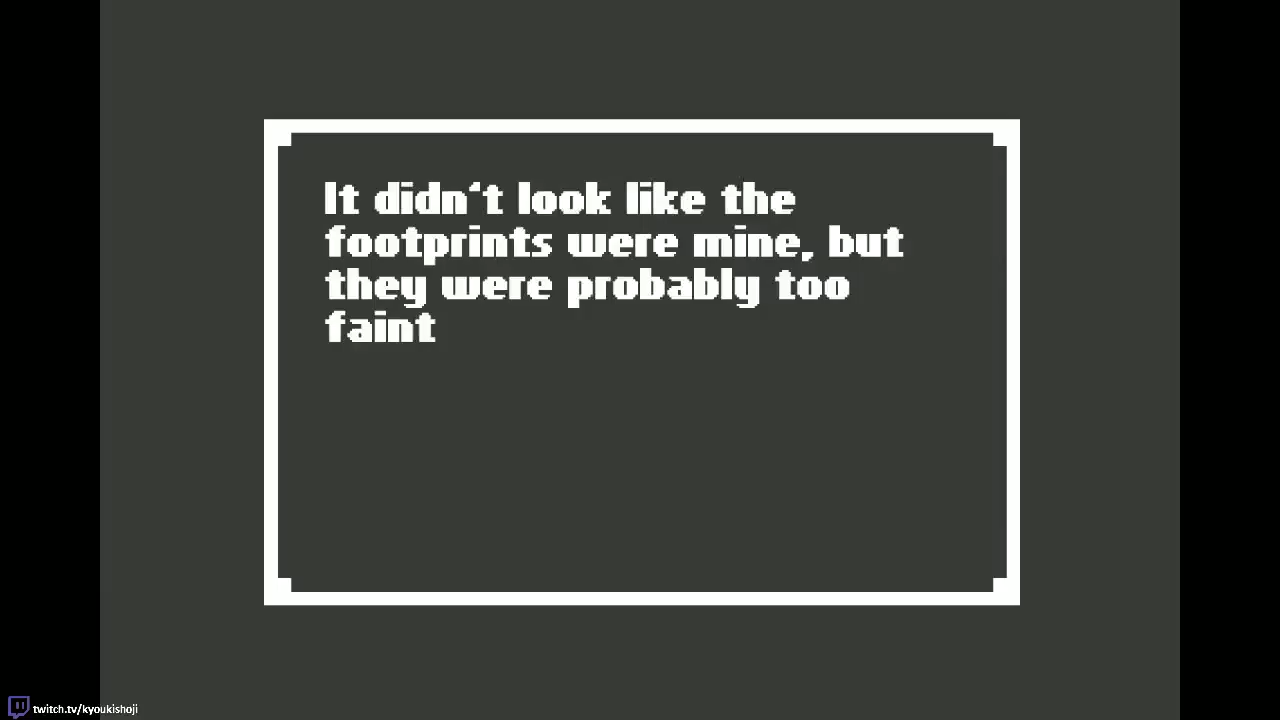 It didn't look like the
footprints were mine, but
they were probably too
faint
twitch.tv/kyoukishoji